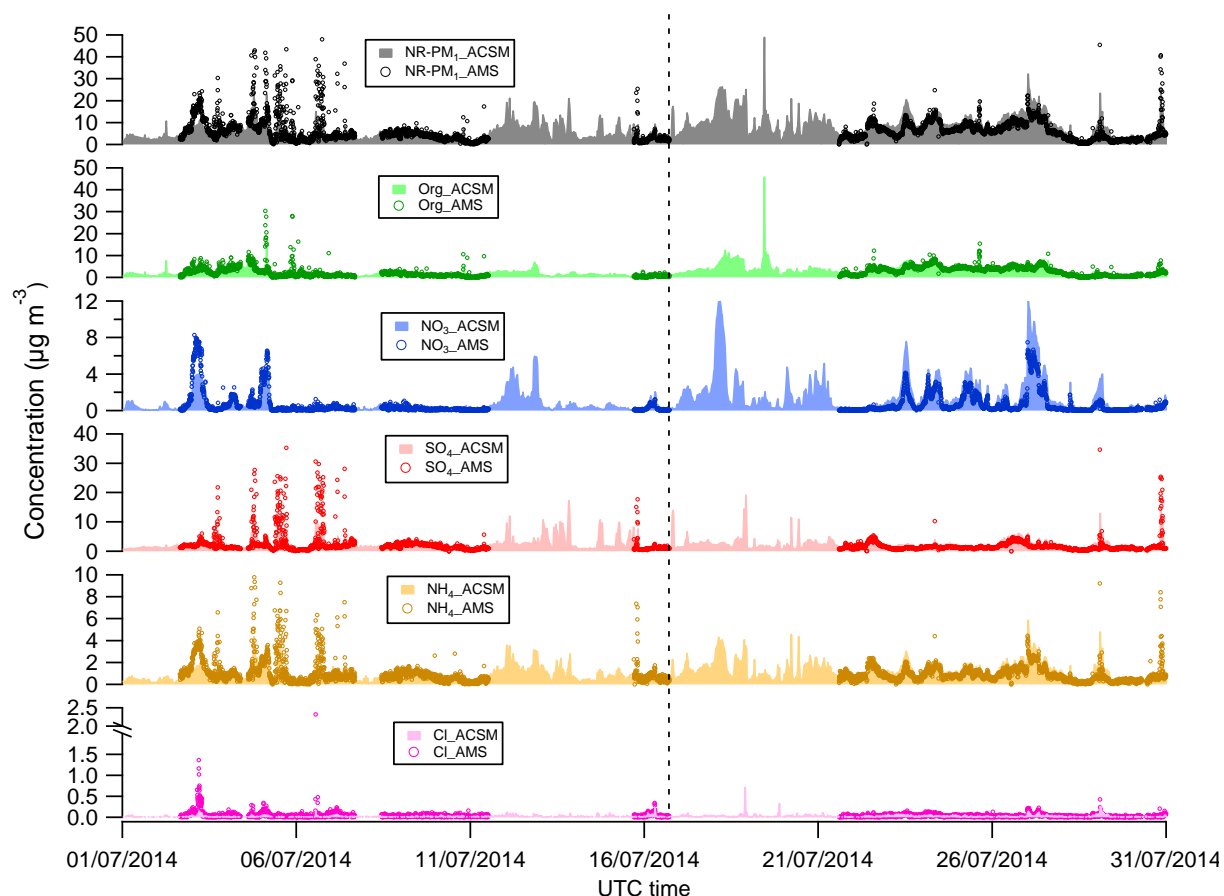 50
40
30
20
10
0
NR-PM₁_ACSM
NR-PM₁_AMS
50
40
30
20
10
0
Org_ACSM
Org_AMS
12
8
4
0
NO₃_ACSM
NO₃_AMS
Concentration (µg m⁻³)
40
30
20
10
0
SO₄_ACSM
SO₄_AMS
10
8
6
4
2
0
NH₄_ACSM
NH₄_AMS
2.5
2.0
1.5
1.0
0.5
0.0
Cl_ACSM
Cl_AMS
01/07/2014 06/07/2014 11/07/2014 16/07/2014 21/07/2014 26/07/2014 31/07/2014
UTC time